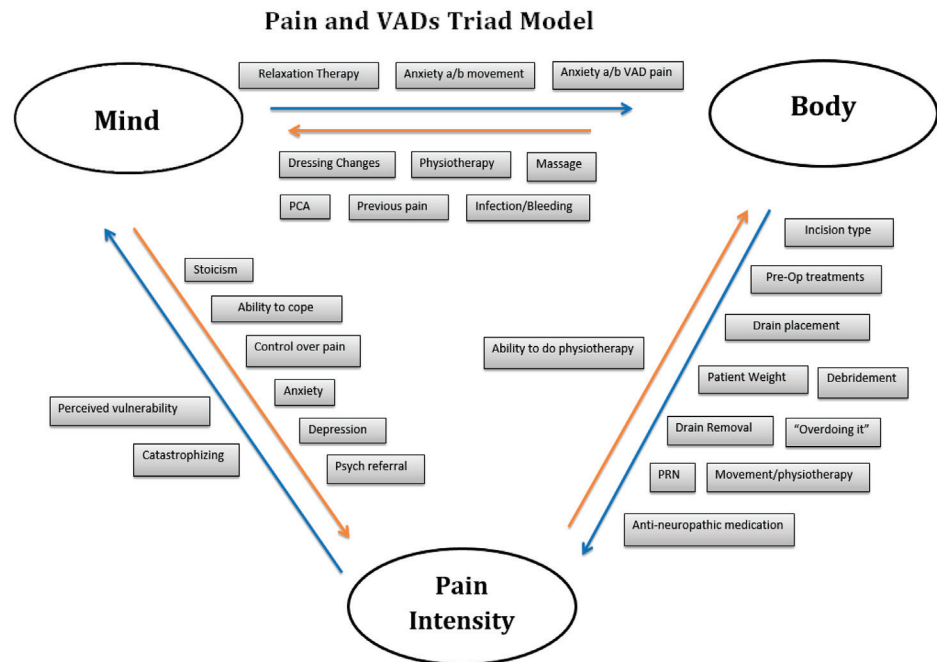 Pain and VADs Triad Model
Relaxation Therapy
Anxiety a/b movement
Anxiety a/b VAD pain
Mind
Body
Dressing Changes
Physiotherapy
Massage
PCA
Previous pain
Infection/Bleeding
Incision type
Stoicism
Pre-Op treatments
Ability to cope
Drain placement
Control over pain
Ability to do physiotherapy
Patient Weight
Debridement
Anxiety
Perceived vulnerability
Depression
Drain Removal
“Overdoing it”
Catastrophizing
Psych referral
PRN
Movement/physiotherapy
Anti-neuropathic medication
Pain
Intensity